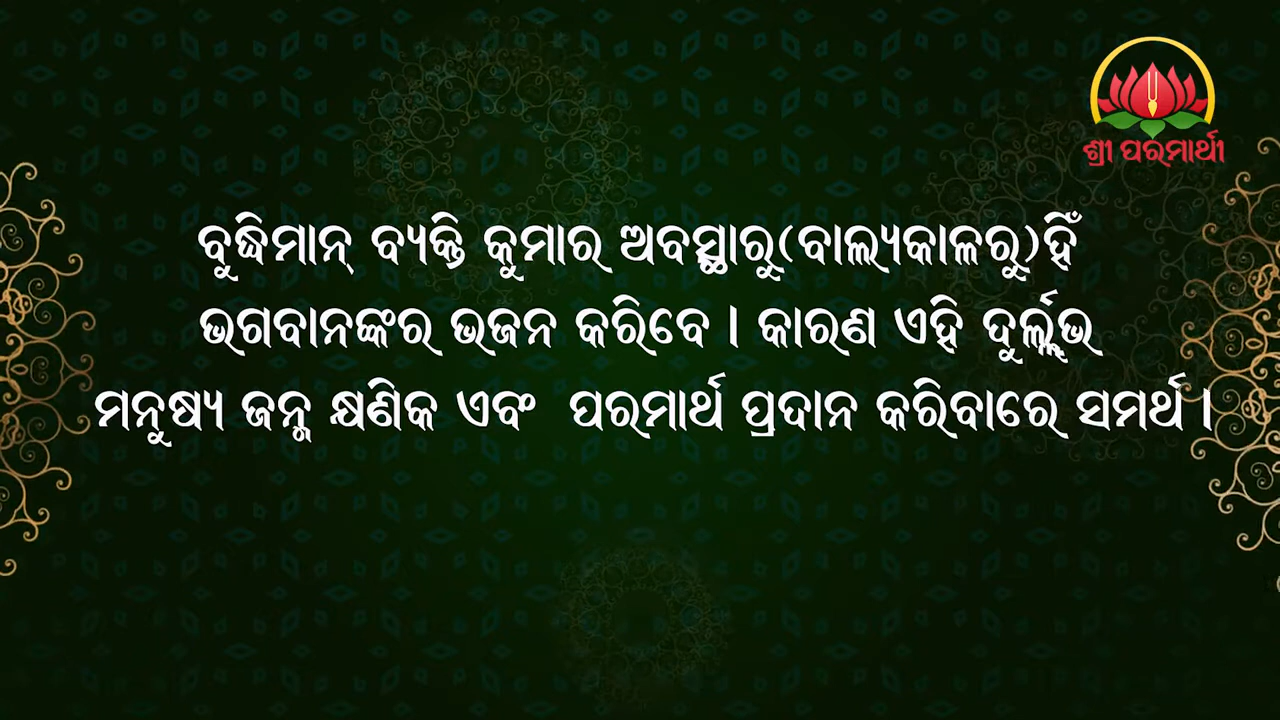 ଶ୍ରୀ ପରମାର୍ଥୀ
ବୁଦ୍ଧିମାନ୍ ବ୍ୟକ୍ତି କୁମାର ଅବସ୍ଥାରୁ(ବାଲ୍ୟକାଳରୁ)ହିଁ
ଭଗବାନଙ୍କର ଭଜନ କରିବେ । କାରଣ ଏହି ଦୁର୍ଲ୍ଲଭ
ମନୁଷ୍ୟ ଜନ୍ମ କ୍ଷଣିକ ଏବଂ ପରମାର୍ଥ ପ୍ରଦାନ କରିବାରେ ସମର୍ଥ ।